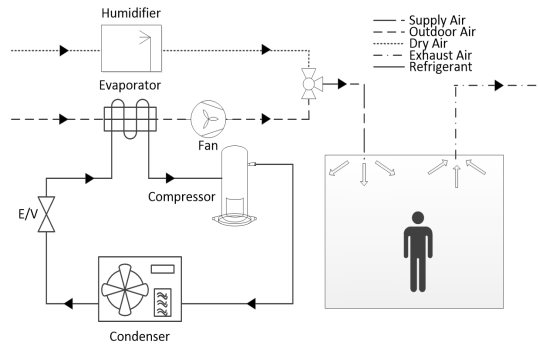 Humidifier
Supply Air
Outdoor Air
Dry Air
Exhaust Air
Refrigerant
Evaporator
Fan
Compressor
E/V
Condenser